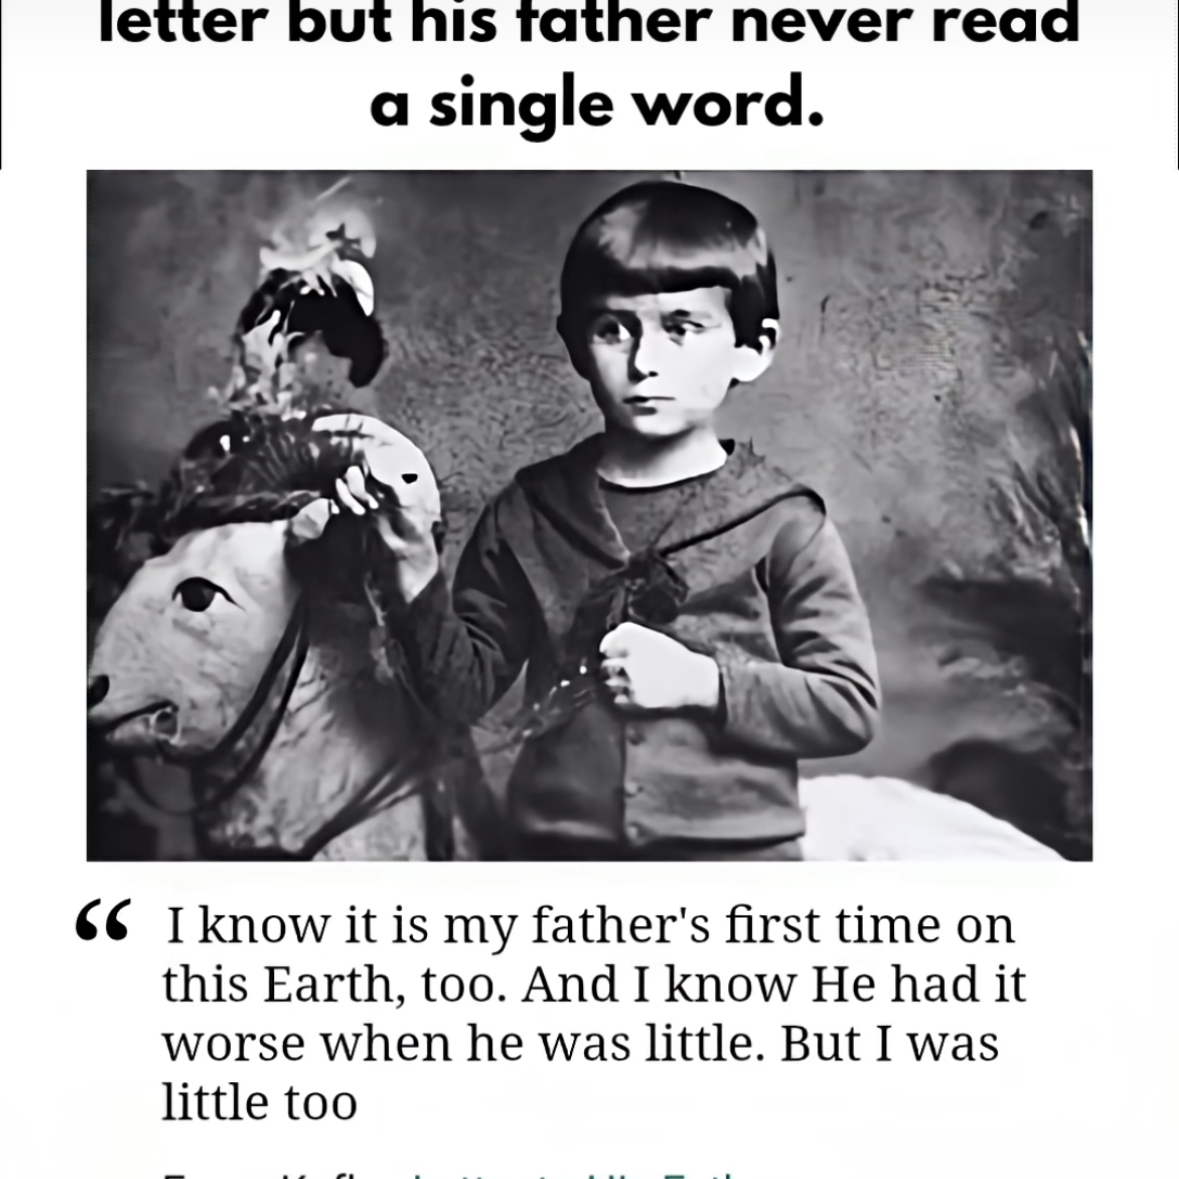 letter but his father never read
a single word.
“ I know it is my father's first time on
this Earth, too. And I know He had it
worse when he was little. But I was
little too